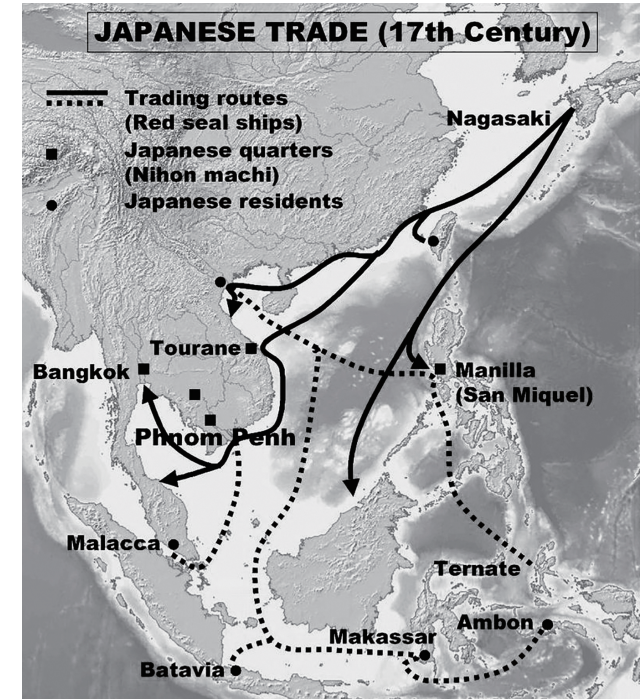 JAPANESE TRADE (17th Century)
Trading routes
(Red seal ships)
Japanese quarters
(Nihon machi)
Japanese residents
Nagasaki
Tourane
Bangkok
Manilla
(San Miquel)
Phnom Penh
Malacca
Ternate
Ambon
Makassar
Batavia